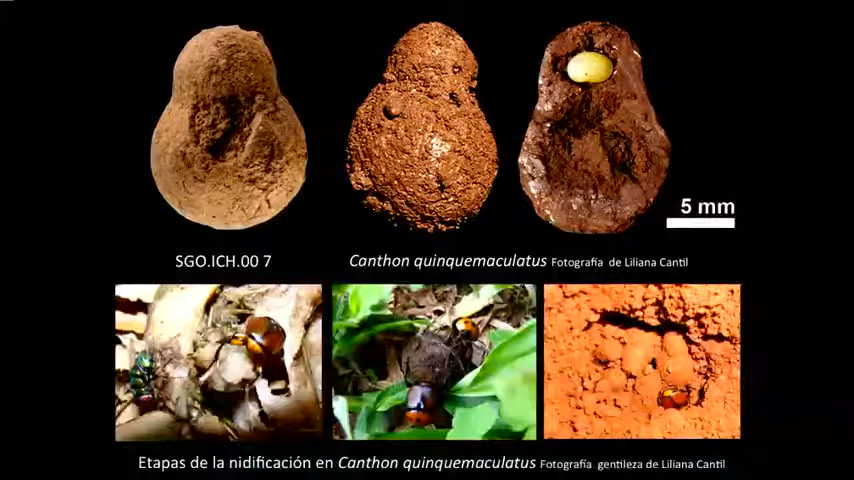 5 mm
SGO.ICH.00 7
Canthon quinquemaculatus Fotografía de Liliana Cantil
Etapas de la nidificación en Canthon quinquemaculatus Fotografía gentileza de Liliana Cantil